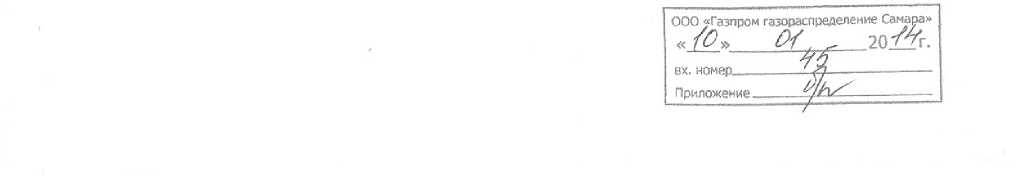 ООО «Газпром газораспределение Самара»
«10» 01 2014г.
вх. номер 45
Приложение